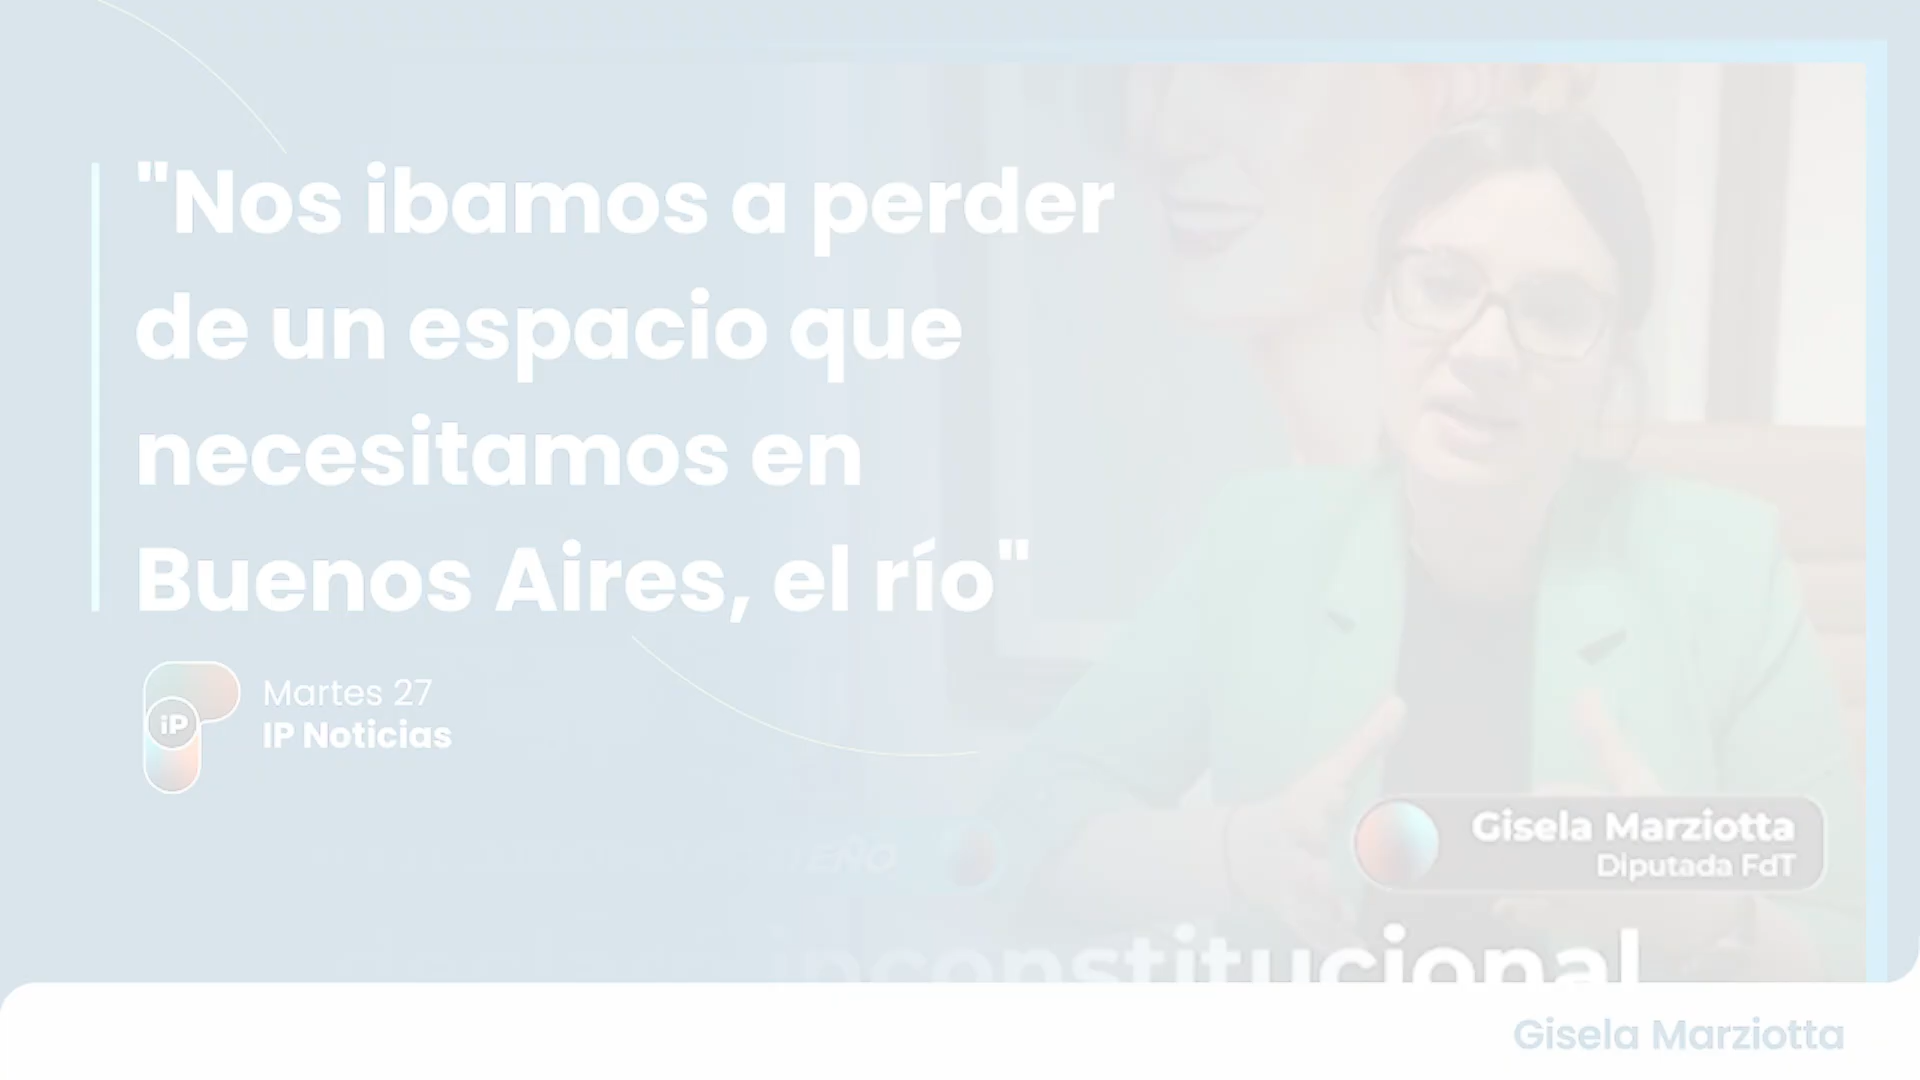 "Nos ibamos a perder
de un espacio que
necesitamos en
Buenos Aires, el río"
iP
Martes 27
IP Noticias
Gisela Marziotta
Diputada FdT
inconstitucional
Gisela Marziotta